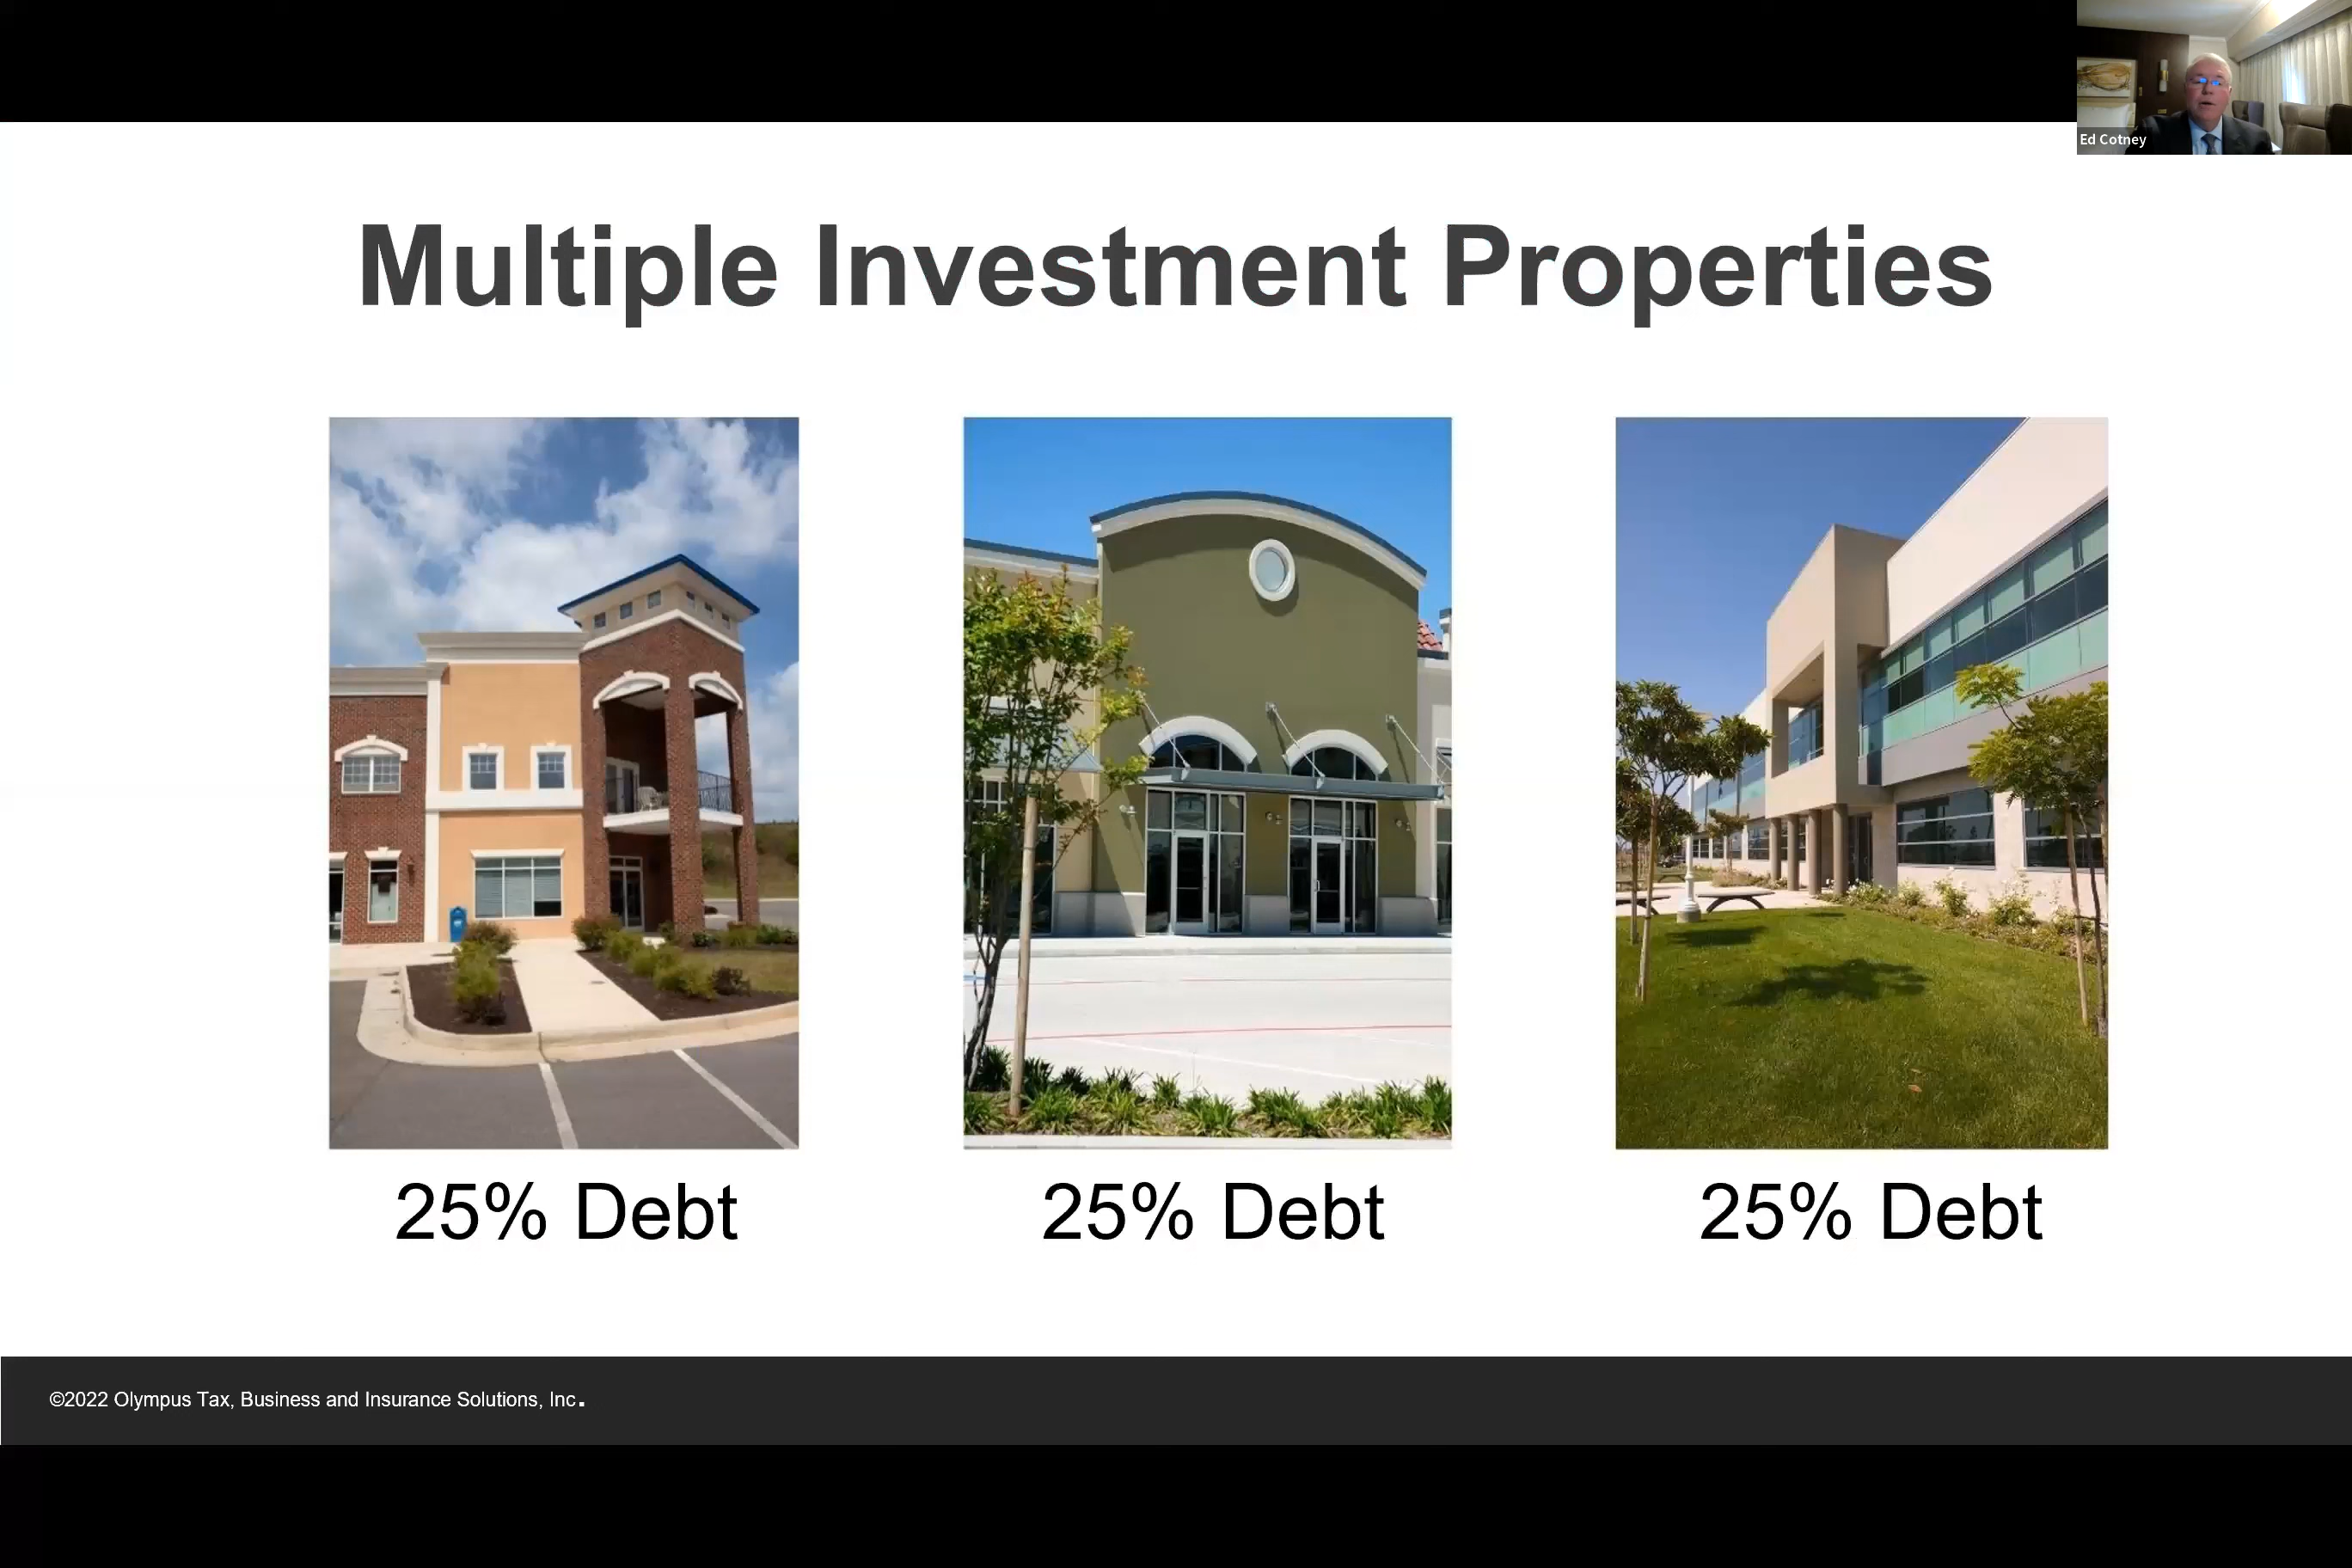 Ed Cotney
Multiple Investment Properties
25% Debt
25% Debt
25% Debt
©2022 Olympus Tax, Business and Insurance Solutions, Inc.